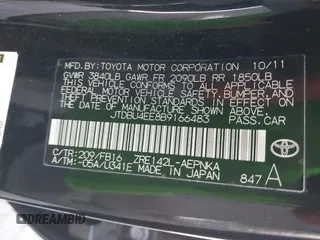 MFD. BY: TOYOTA MOTOR CORPORATION 10/11
GVWR 3840LB GAWR FR 2090LB RR 1850LB
THIS VEHICLE CONFORMS TO ALL APPLICABLE
FEDERAL MOTOR VEHICLE SAFETY, BUMPER, AND
THEFT PREVENTION STANDARDS IN EFFECT ON THE
DATE OF MANUFACTURE SHOWN ABOVE.
JTDBU4EE8B9166483 PASS.CAR
C/TR: 209/FB16 ZRE142L-AEPNKA
A/TM: -05A/U341E MADE IN JAPAN 847 A
TOYOTA
DREAMBID